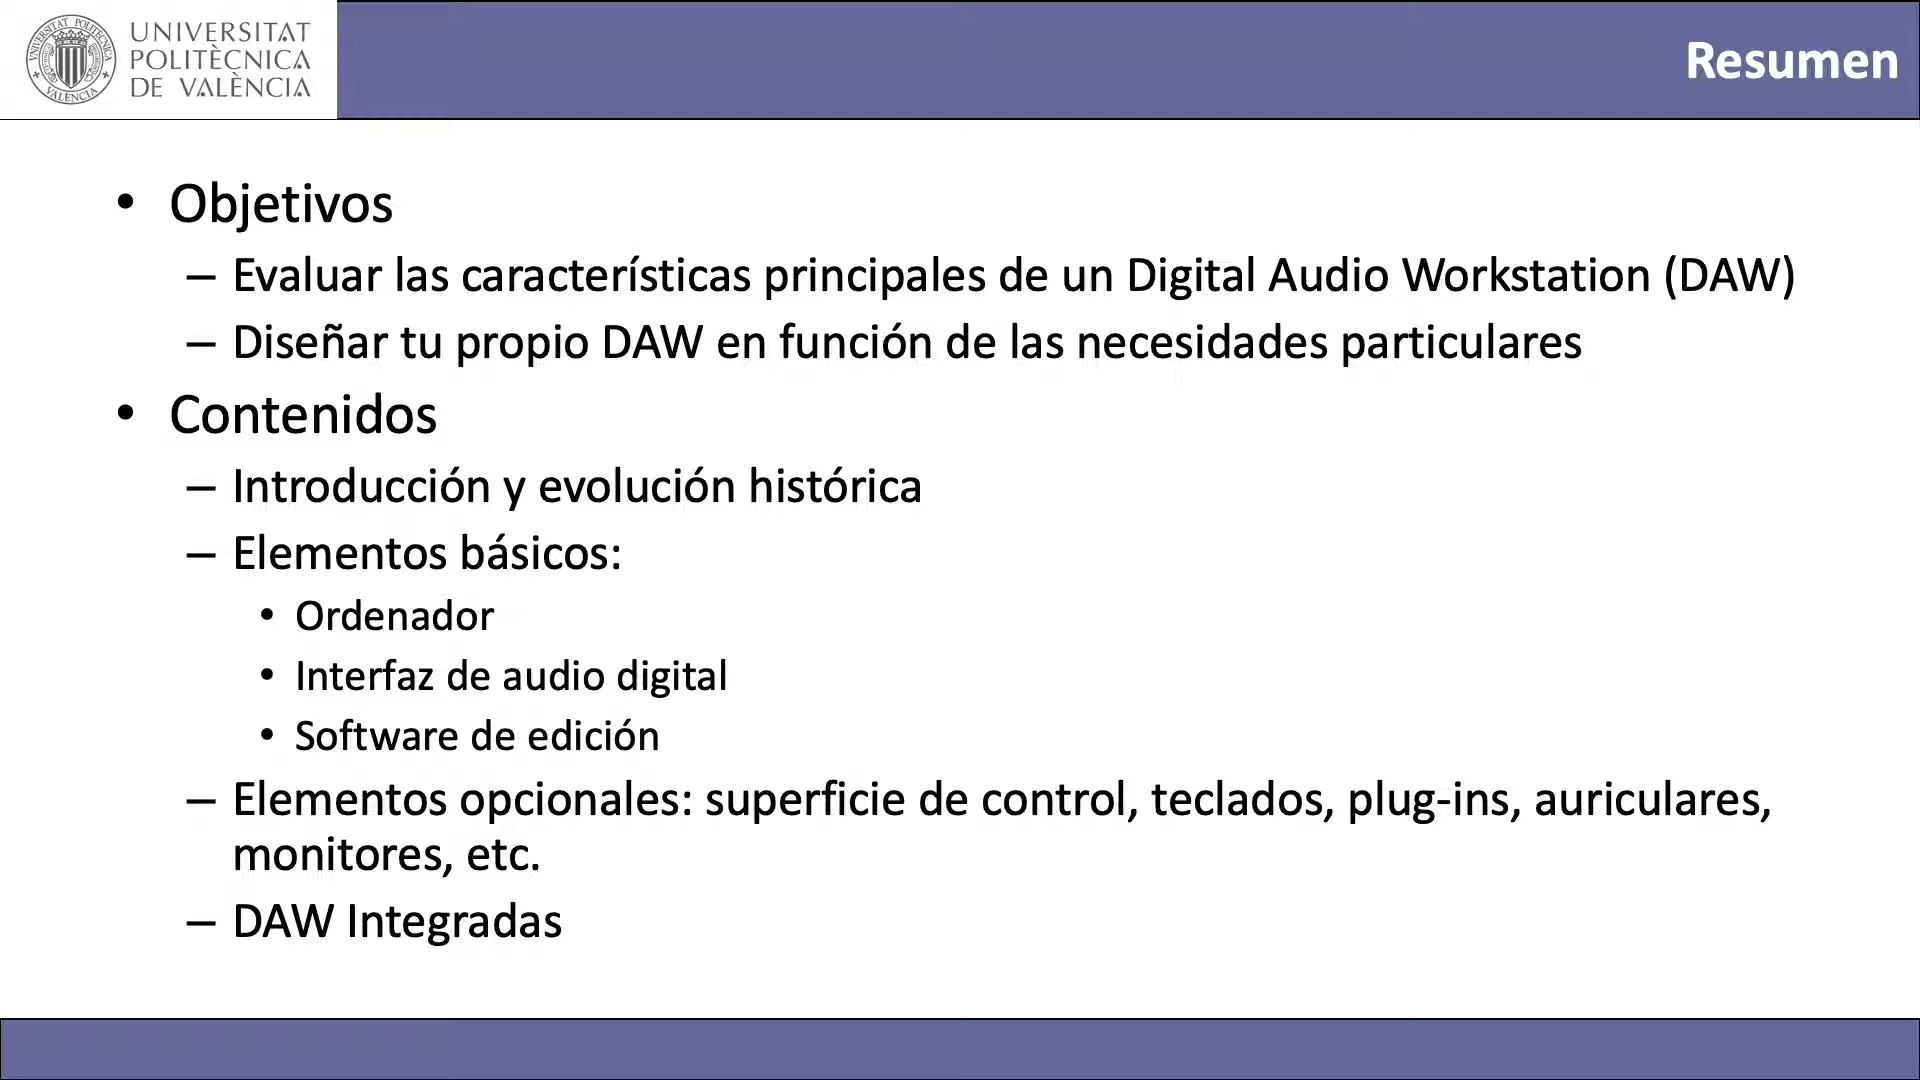 UNIVERSITAT
POLITÈCNICA
DE VALÈNCIA
Resumen
• Objetivos
– Evaluar las características principales de un Digital Audio Workstation (DAW)
– Diseñar tu propio DAW en función de las necesidades particulares
• Contenidos
– Introducción y evolución histórica
– Elementos básicos:
• Ordenador
• Interfaz de audio digital
• Software de edición
– Elementos opcionales: superficie de control, teclados, plug-ins, auriculares,
monitores, etc.
– DAW Integradas